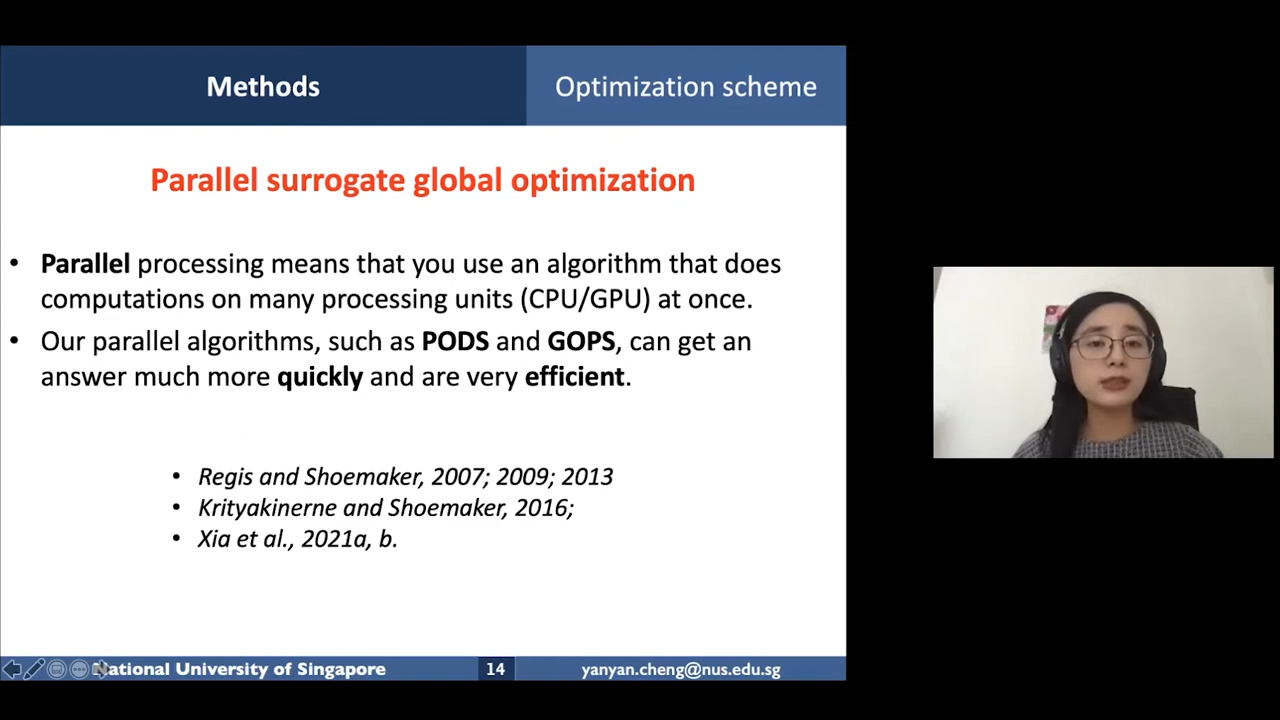 Methods
Optimization scheme
Parallel surrogate global optimization
• Parallel processing means that you use an algorithm that does
computations on many processing units (CPU/GPU) at once.
• Our parallel algorithms, such as PODS and GOPS, can get an
answer much more quickly and are very efficient.
• Regis and Shoemaker, 2007; 2009; 2013
• Krityakinerne and Shoemaker, 2016;
• Xia et al., 2021a, b.
National University of Singapore
14
yanyan.cheng@nus.edu.sg